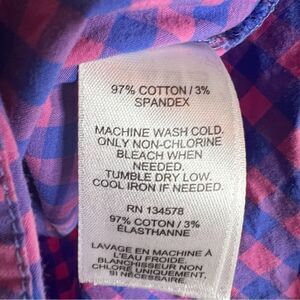 97% COTTON / 3%
SPANDEX
MACHINE WASH COLD.
ONLY NON-CHLORINE
BLEACH WHEN
NEEDED.
TUMBLE DRY LOW.
COOL IRON IF NEEDED.
RN 134578
97% COTON / 3%
ÉLASTHANNE
LAVAGE EN MACHINE À
L'EAU FROIDE.
BLANCHISSEUR NON
CHLORÉ UNIQUEMENT,
SI NÉCESSAIRE.